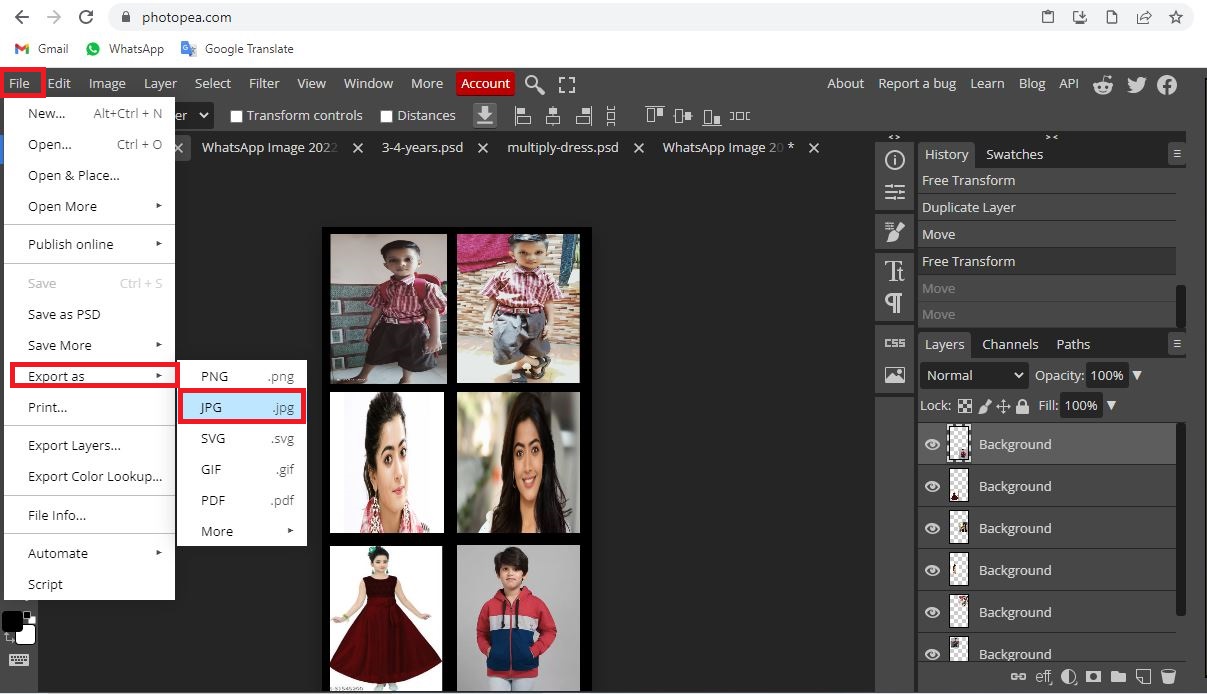 photopea.com
Gmail WhatsApp Google Translate
File Edit Image Layer Select Filter View Window More Account About Report a bug Learn Blog API
er Transform controls Distances
WhatsApp Image 2022 3-4-years.psd multiply-dress.psd WhatsApp Image 20 *
New... Alt+Ctrl + N
Open... Ctrl + O
Open & Place...
Open More
Publish online
Save Ctrl + S
Save as PSD
Save More
Export as
Print...
Export Layers...
Export Color Lookup...
File Info...
Automate
Script
PNG .png
JPG .jpg
SVG .svg
GIF .gif
PDF .pdf
More
History Swatches
Free Transform
Duplicate Layer
Move
Free Transform
Move
Move
CSS
Layers Channels Paths
Normal Opacity: 100%
Lock: Fill: 100%
Background
Background
Background
Background
Background
Background
eff